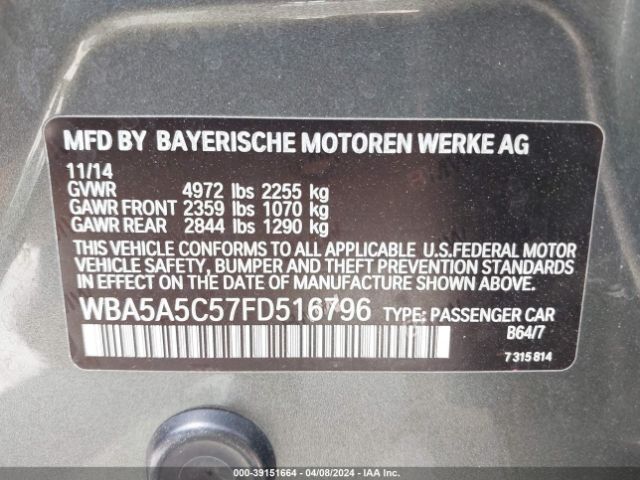 MFD BY BAYERISCHE MOTOREN WERKE AG
11/14
GVWR 4972 lbs 2255 kg
GAWR FRONT 2359 lbs 1070 kg
GAWR REAR 2844 lbs 1290 kg
THIS VEHICLE CONFORMS TO ALL APPLICABLE U.S.FEDERAL MOTOR
VEHICLE SAFETY, BUMPER, AND THEFT PREVENTION STANDARDS
IN EFFECT ON THE DATE OF MANUFACTURE SHOWN ABOVE.
WBA5A5C57FD516796 TYPE: PASSENGER CAR
B64/7
7 315 814
000-39151664 - 04/08/2024 - IAA Inc.